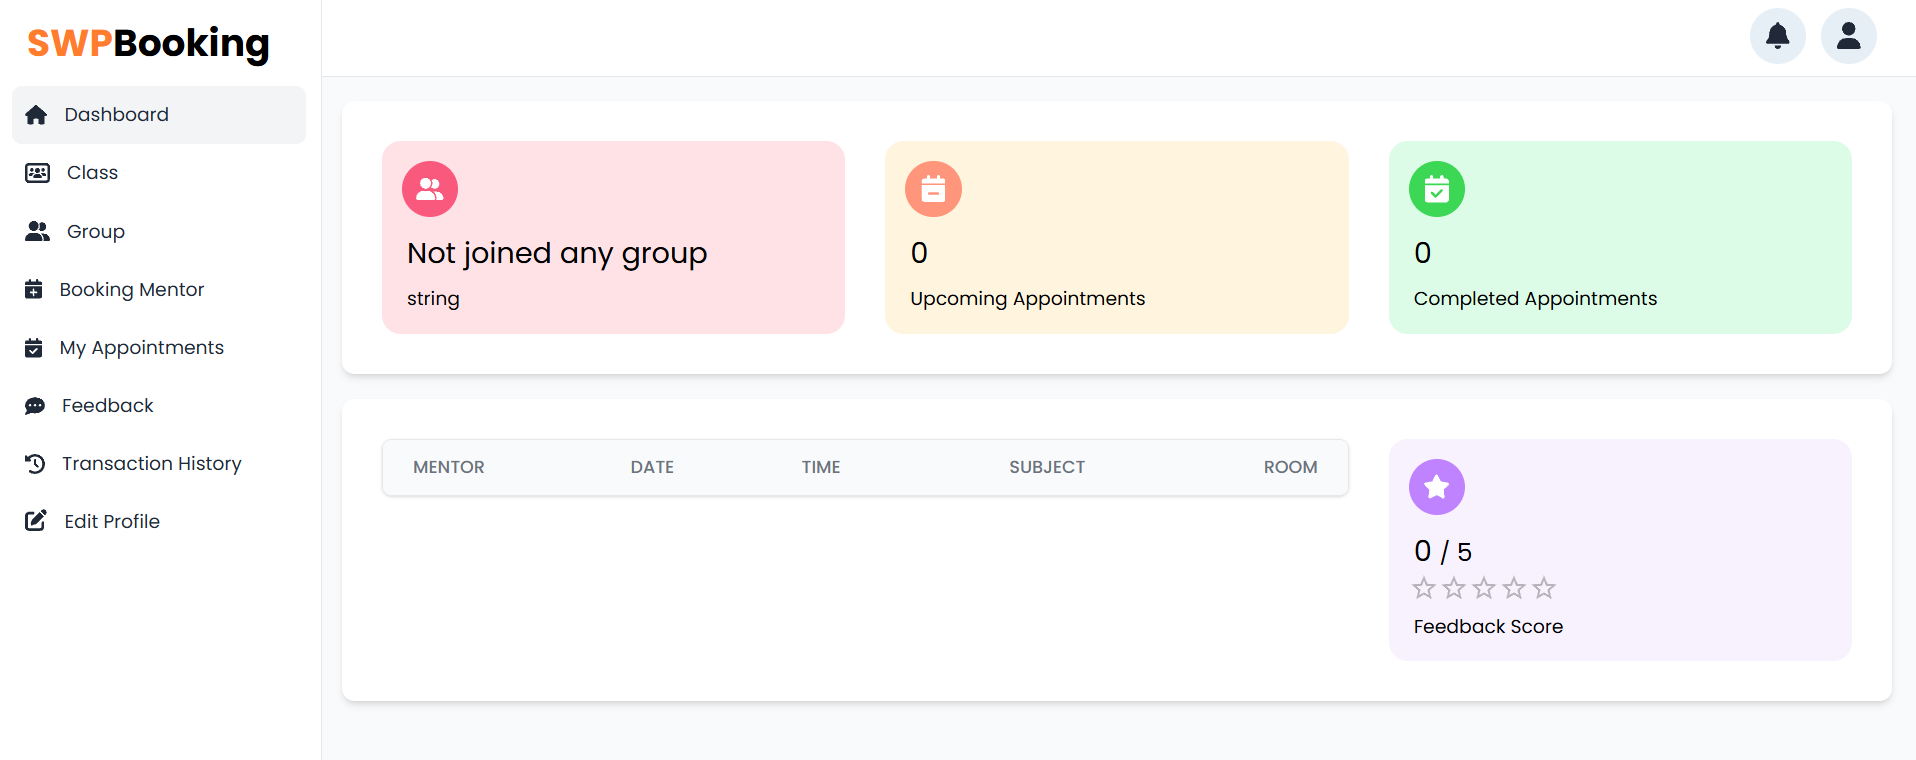 SWPBooking
Dashboard
Class
Group
Booking Mentor
My Appointments
Feedback
Transaction History
Edit Profile
Not joined any group
string
0
Upcoming Appointments
0
Completed Appointments
MENTOR DATE TIME SUBJECT ROOM
0 / 5
Feedback Score